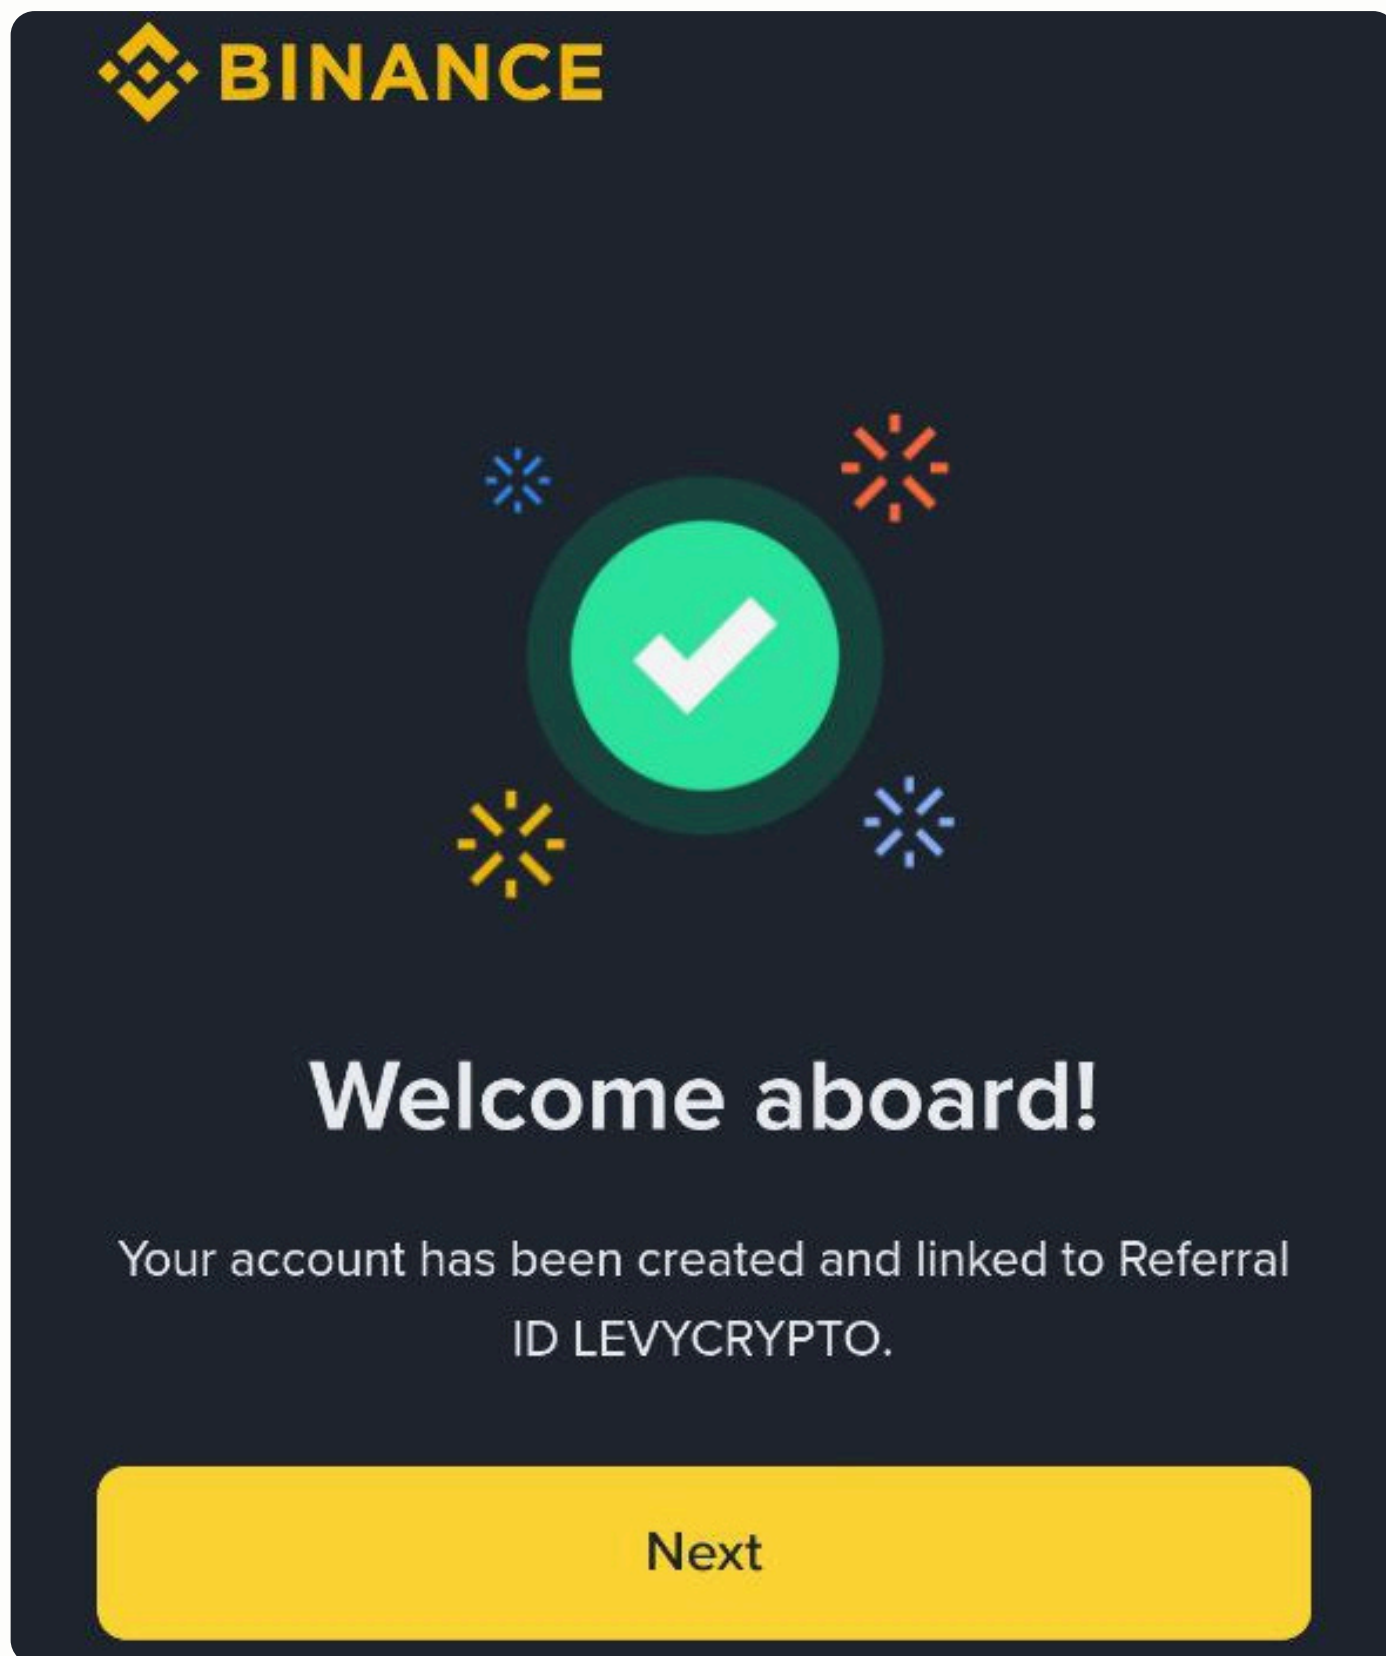 BINANCE
Welcome aboard!
Your account has been created and linked to Referral
ID LEVYCRYPTO.
Next